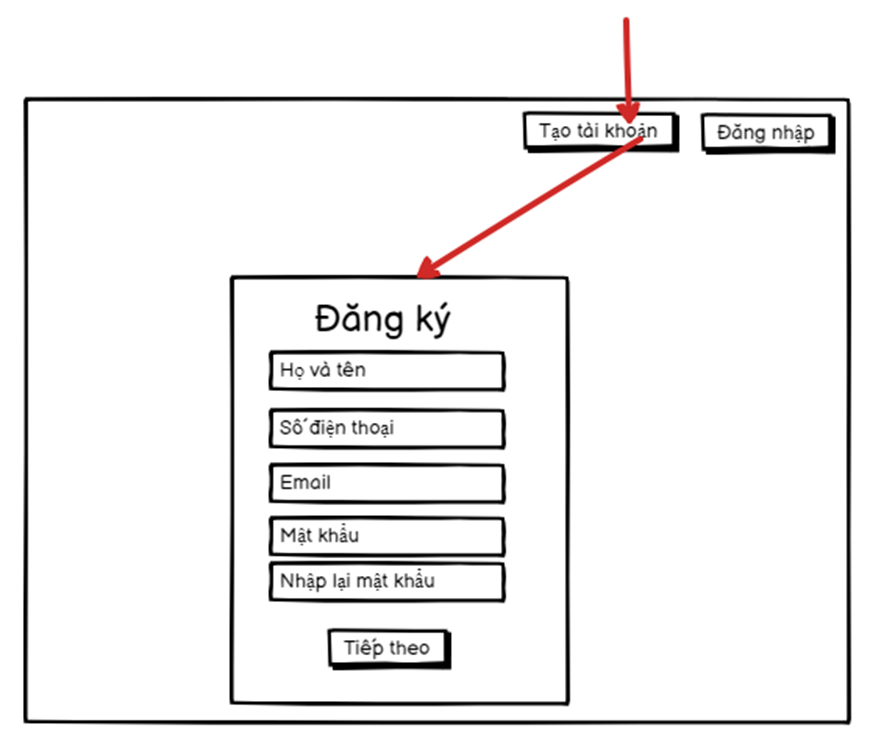 Tạo tài khoản
Đăng nhập
Đăng ký
Họ và tên
Số điện thoại
Email
Mật khẩu
Nhập lại mật khẩu
Tiếp theo